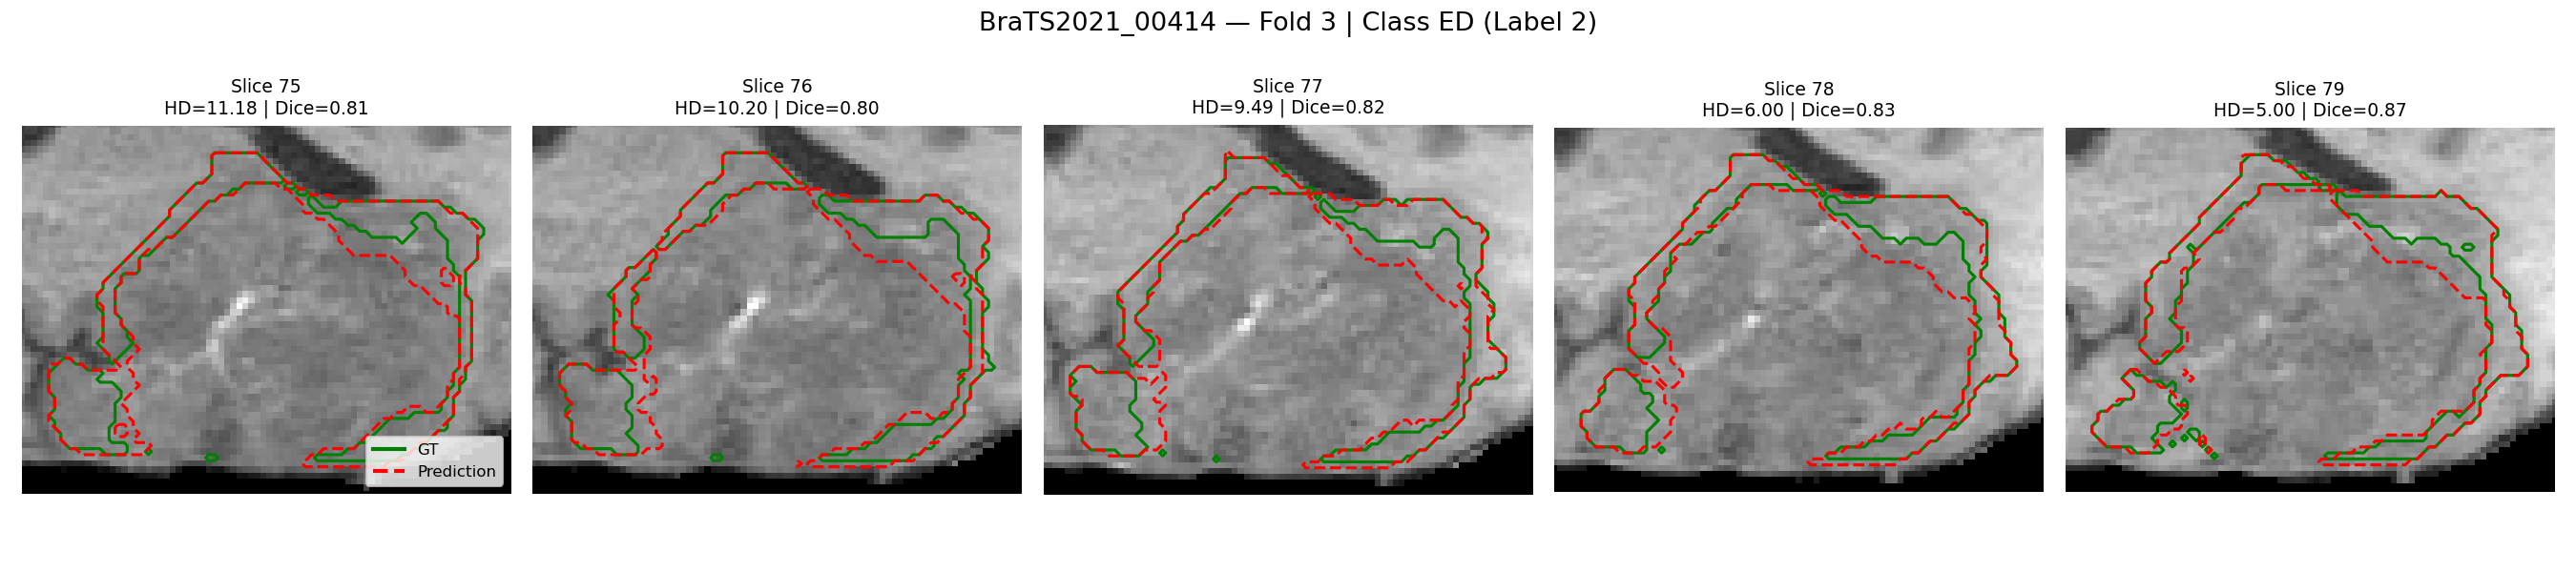 BraTS2021_00414 — Fold 3 | Class ED (Label 2)
Slice 75
HD=11.18 | Dice=0.81
Slice 76
HD=10.20 | Dice=0.80
Slice 77
HD=9.49 | Dice=0.82
Slice 78
HD=6.00 | Dice=0.83
Slice 79
HD=5.00 | Dice=0.87
GT
Prediction